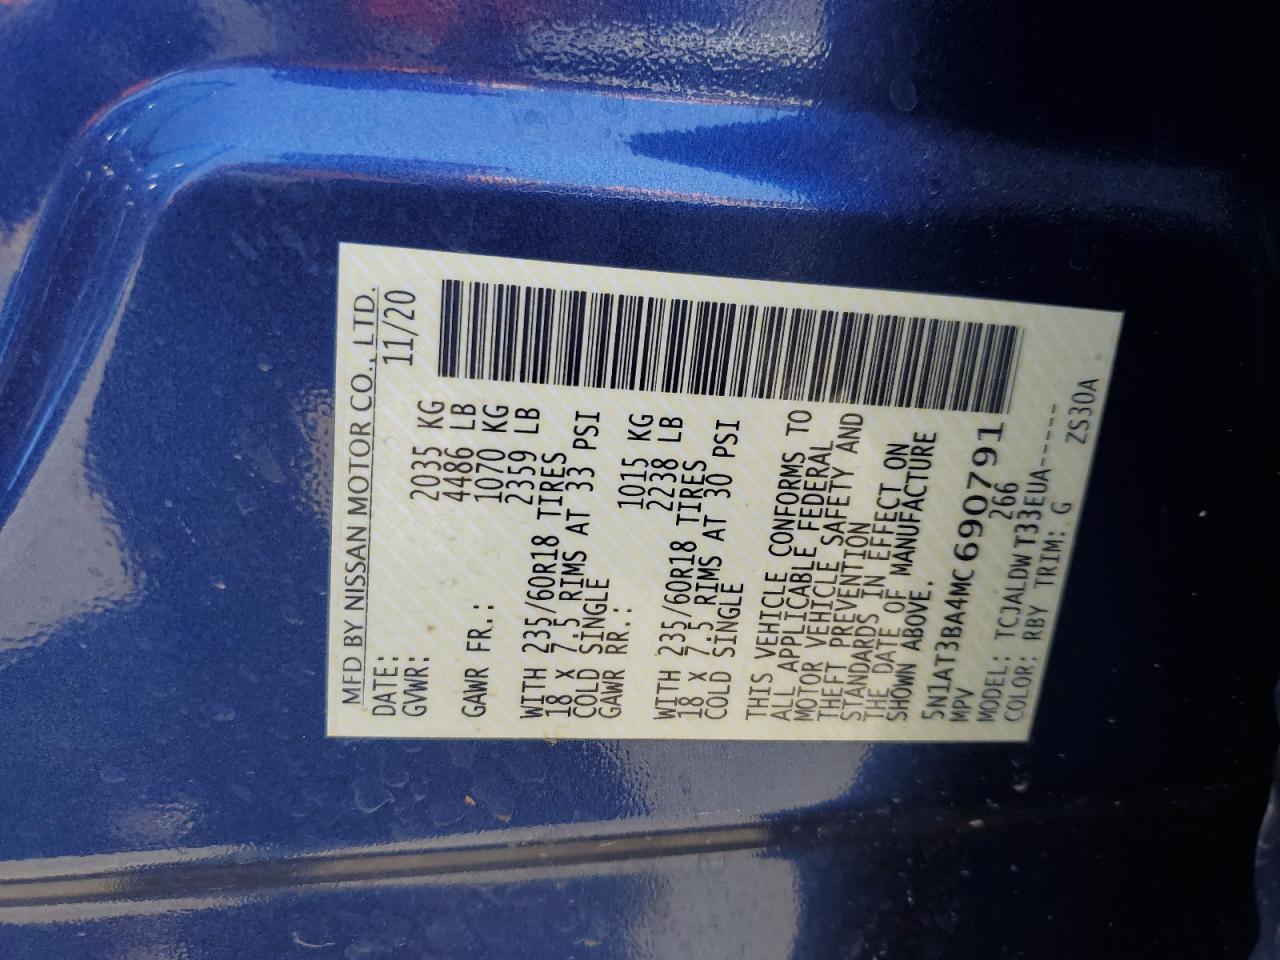 MFD BY NISSAN MOTOR CO., LTD.
DATE: 11/20
GVWR: 2035 KG
4486 LB
GAWR FR.: 1070 KG
2359 LB
WITH 235/60R18 TIRES
18 X 7.5 RIMS AT 33 PSI
COLD SINGLE
GAWR RR.: 1015 KG
2238 LB
WITH 235/60R18 TIRES
18 X 7.5 RIMS AT 30 PSI
COLD SINGLE
THIS VEHICLE CONFORMS TO
ALL APPLICABLE FEDERAL
MOTOR VEHICLE SAFETY AND
THEFT PREVENTION
STANDARDS IN EFFECT ON
THE DATE OF MANUFACTURE
SHOWN ABOVE.
5N1AT3BA4MC690791
MPV 266
MODEL: TCJALDWT33EUA-----
COLOR: RBY TRIM: G ZS30A